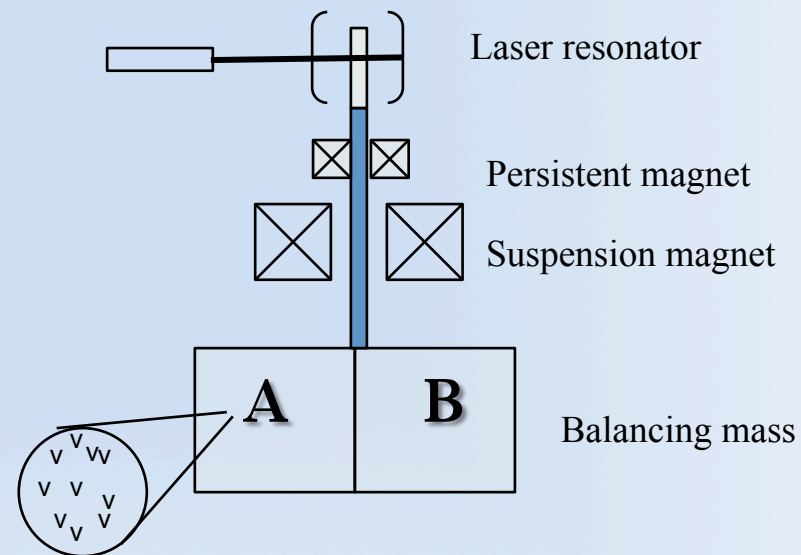 Laser resonator
Persistent magnet
Suspension magnet
A B
Balancing mass
v
v v v
v v v
v v
v